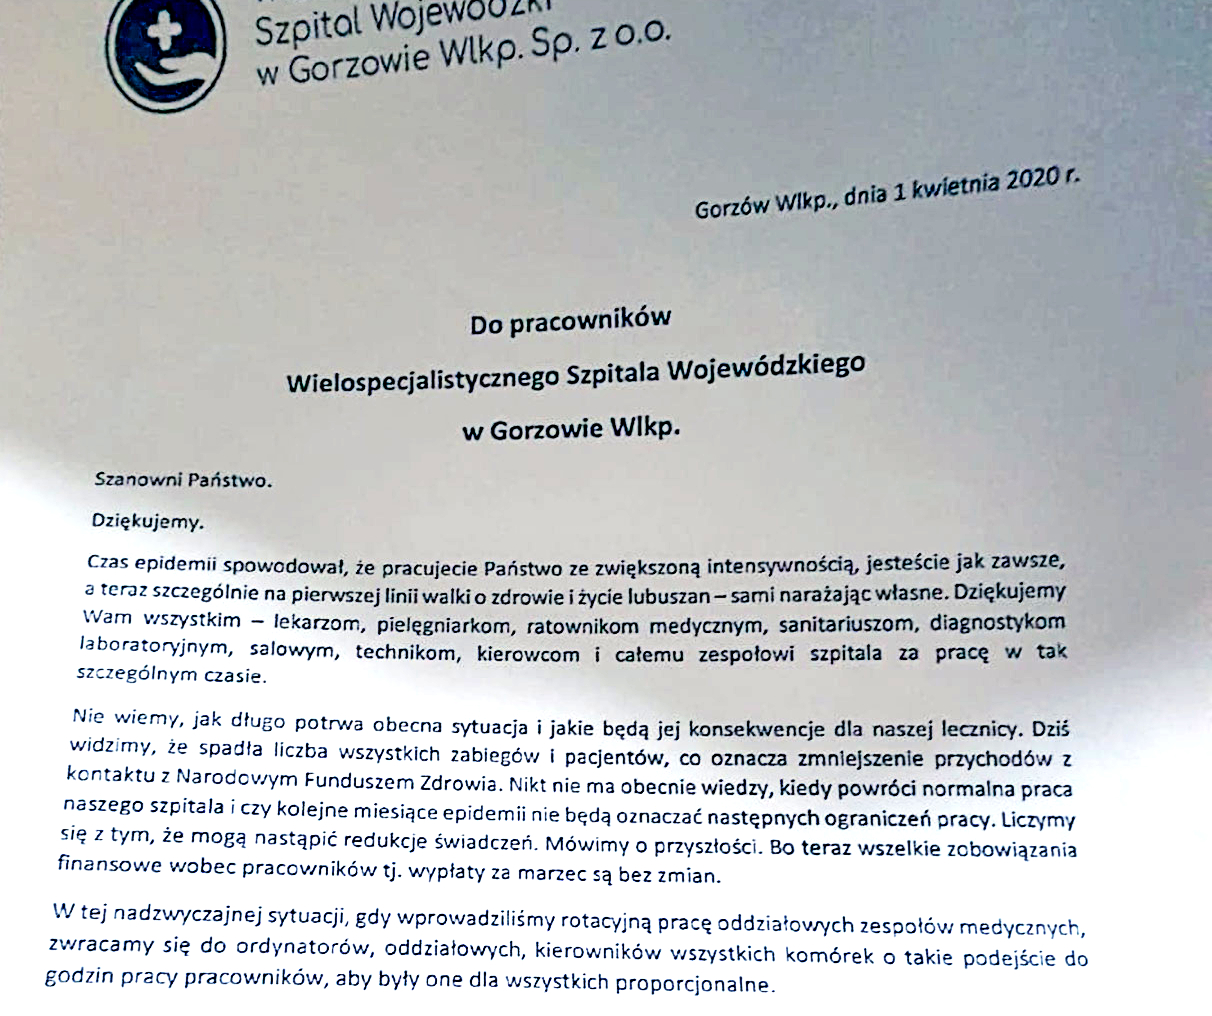 Szpital Wojewódzki
w Gorzowie Wlkp. Sp. z o.o.
Gorzów Wlkp., dnia 1 kwietnia 2020 r.
Do pracowników
Wielospecjalistycznego Szpitala Wojewódzkiego
w Gorzowie Wlkp.
Szanowni Państwo.
Dziękujemy.
Czas epidemii spowodował, że pracujecie Państwo ze zwiększoną intensywnością, jesteście jak zawsze,
a teraz szczególnie na pierwszej linii walki o zdrowie i życie lubuszan – sami narażając własne. Dziękujemy
Wam wszystkim – lekarzom, pielęgniarkom, ratownikom medycznym, sanitariuszom, diagnostykom
laboratoryjnym, salowym, technikom, kierowcom i całemu zespołowi szpitala za pracę w tak
szczególnym czasie.
Nie wiemy, jak długo potrwa obecna sytuacja i jakie będą jej konsekwencje dla naszej lecznicy. Dziś
widzimy, że spadła liczba wszystkich zabiegów i pacjentów, co oznacza zmniejszenie przychodów z
kontaktu z Narodowym Funduszem Zdrowia. Nikt nie ma obecnie wiedzy, kiedy powróci normalna praca
naszego szpitala i czy kolejne miesiące epidemii nie będą oznaczać następnych ograniczeń pracy. Liczymy
się z tym, że mogą nastąpić redukcje świadczeń. Mówimy o przyszłości. Bo teraz wszelkie zobowiązania
finansowe wobec pracowników tj. wypłaty za marzec są bez zmian.
W tej nadzwyczajnej sytuacji, gdy wprowadziliśmy rotacyjną pracę oddziałowych zespołów medycznych,
zwracamy się do ordynatorów, oddziałowych, kierowników wszystkich komórek o takie podejście do
godzin pracy pracowników, aby były one dla wszystkich proporcjonalne.